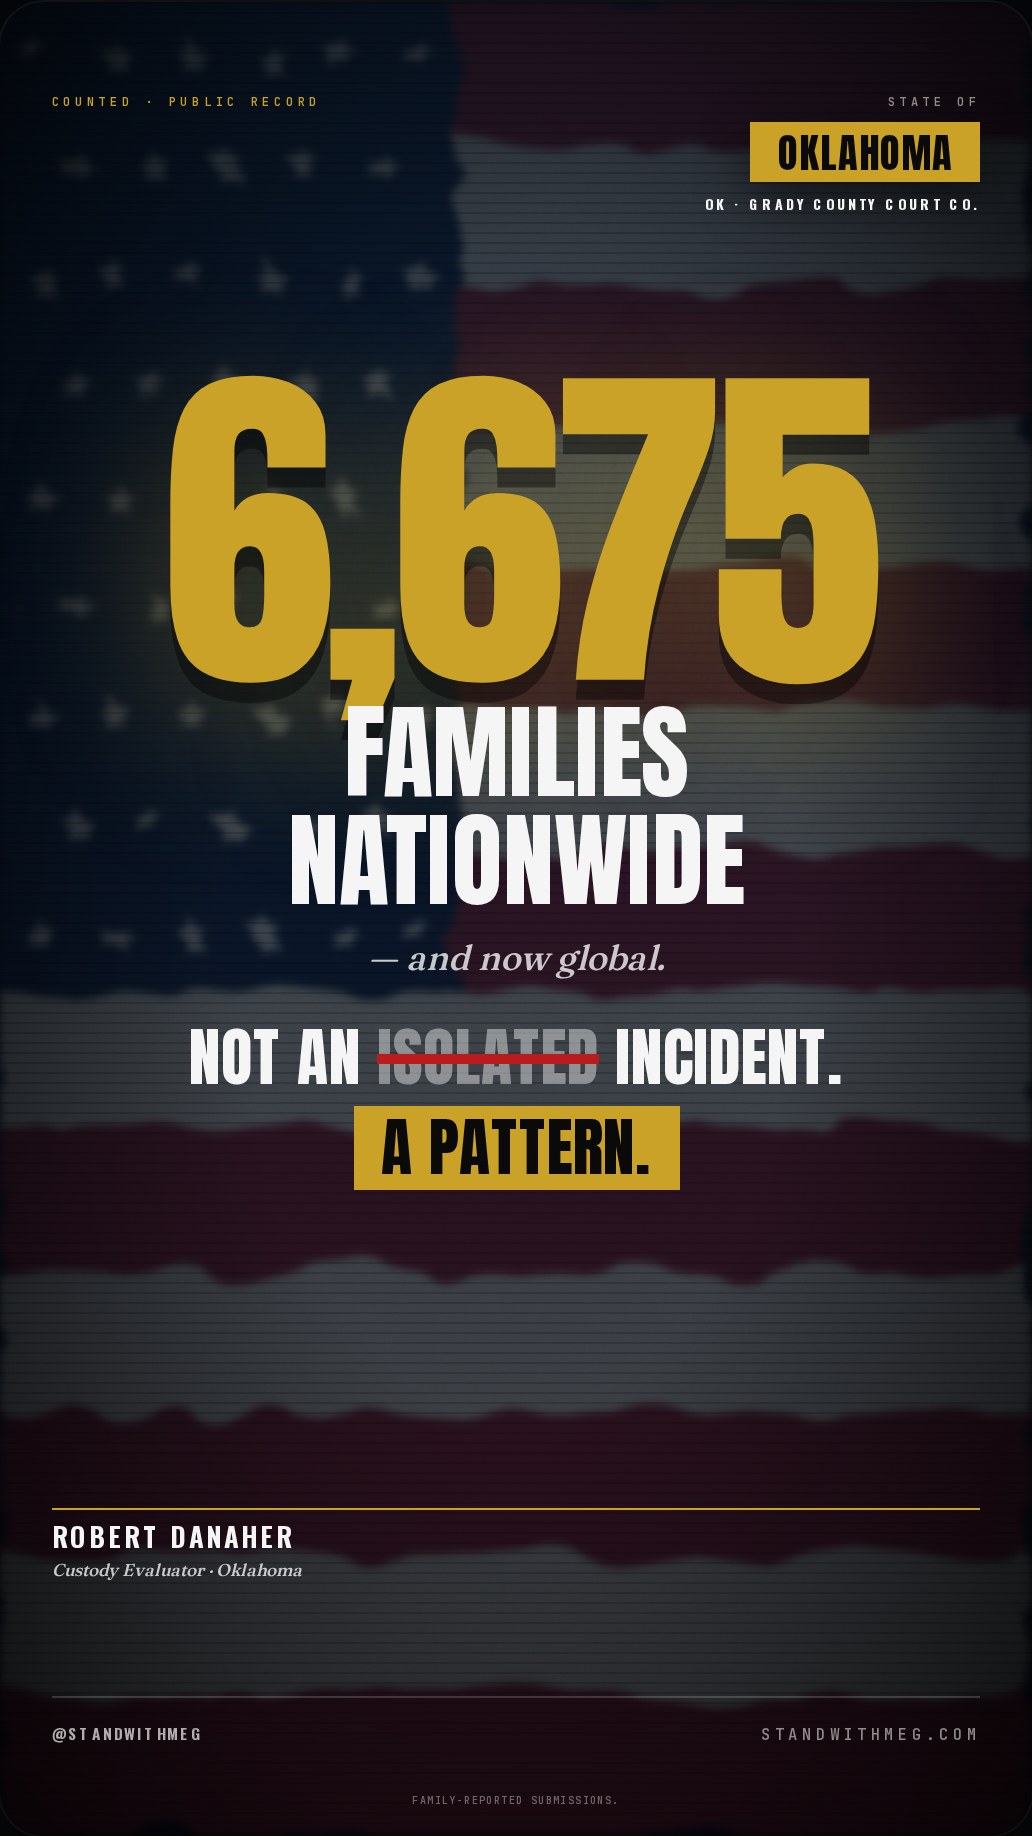 COUNTED · PUBLIC RECORD
STATE OF
OKLAHOMA
OK · GRADY COUNTY COURT CO.
6,675
FAMILIES
NATIONWIDE
— and now global.
NOT AN ISOLATED INCIDENT.
A PATTERN.
ROBERT DANAHER
Custody Evaluator · Oklahoma
@STANDWITHMEG
STANDWITHMEG.COM
FAMILY-REPORTED SUBMISSIONS.